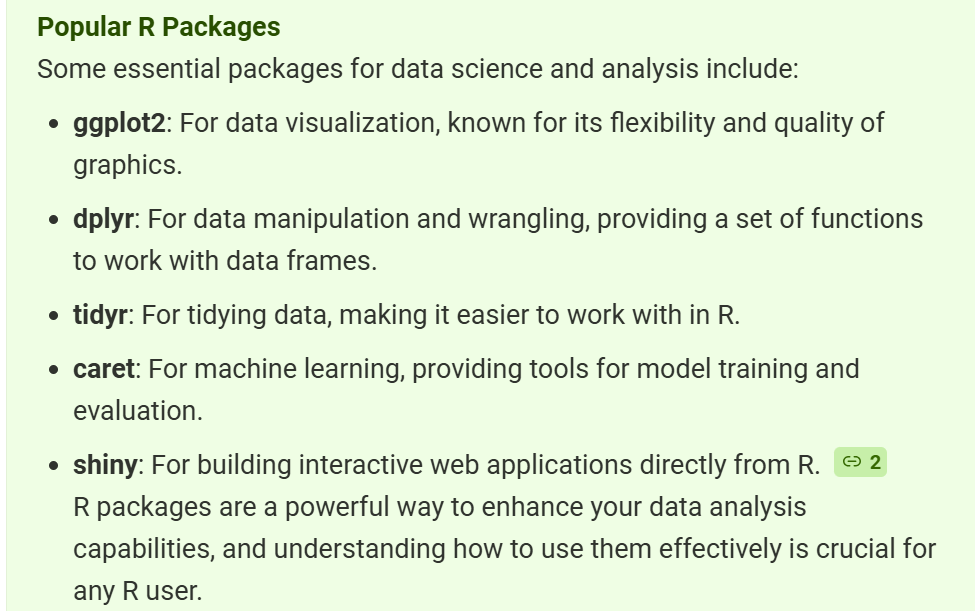 Popular R Packages
Some essential packages for data science and analysis include:
• ggplot2: For data visualization, known for its flexibility and quality of
graphics.
• dplyr: For data manipulation and wrangling, providing a set of functions
to work with data frames.
• tidyr: For tidying data, making it easier to work with in R.
• caret: For machine learning, providing tools for model training and
evaluation.
• shiny: For building interactive web applications directly from R. 2
R packages are a powerful way to enhance your data analysis
capabilities, and understanding how to use them effectively is crucial for
any R user.